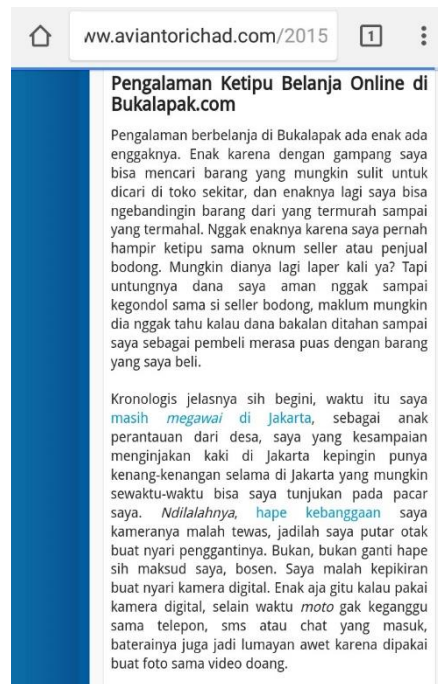 ww.aviantorichad.com/2015
1
Pengalaman Ketipu Belanja Online di
Bukalapak.com
Pengalaman berbelanja di Bukalapak ada enak ada
enggaknya. Enak karena dengan gampang saya
bisa mencari barang yang mungkin sulit untuk
dicari di toko sekitar, dan enaknya lagi saya bisa
ngebandingin barang dari yang termurah sampai
yang termahal. Nggak enaknya karena saya pernah
hampir ketipu sama oknum seller atau penjual
bodong. Mungkin dianya lagi laper kali ya? Tapi
untungnya dana saya aman nggak sampai
kegondol sama si seller bodong, maklum mungkin
dia nggak tahu kalau dana bakalan ditahan sampai
saya sebagai pembeli merasa puas dengan barang
yang saya beli.
Kronologis jelasnya sih begini, waktu itu saya
masih megawai di Jakarta, sebagai anak
perantauan dari desa, saya yang kesampaian
menginjakan kaki di Jakarta kepingin punya
kenang-kenangan selama di Jakarta yang mungkin
sewaktu-waktu bisa saya tunjukan pada pacar
saya. Ndilalahnya, hape kebanggaan saya
kameranya malah tewas, jadilah saya putar otak
buat nyari penggantinya. Bukan, bukan ganti hape
sih maksud saya, bosen. Saya malah kepikiran
buat nyari kamera digital. Enak aja gitu kalau pakai
kamera digital, selain waktu moto gak keganggu
sama telepon, sms atau chat yang masuk,
baterainya juga jadi lumayan awet karena dipakai
buat foto sama video doang.